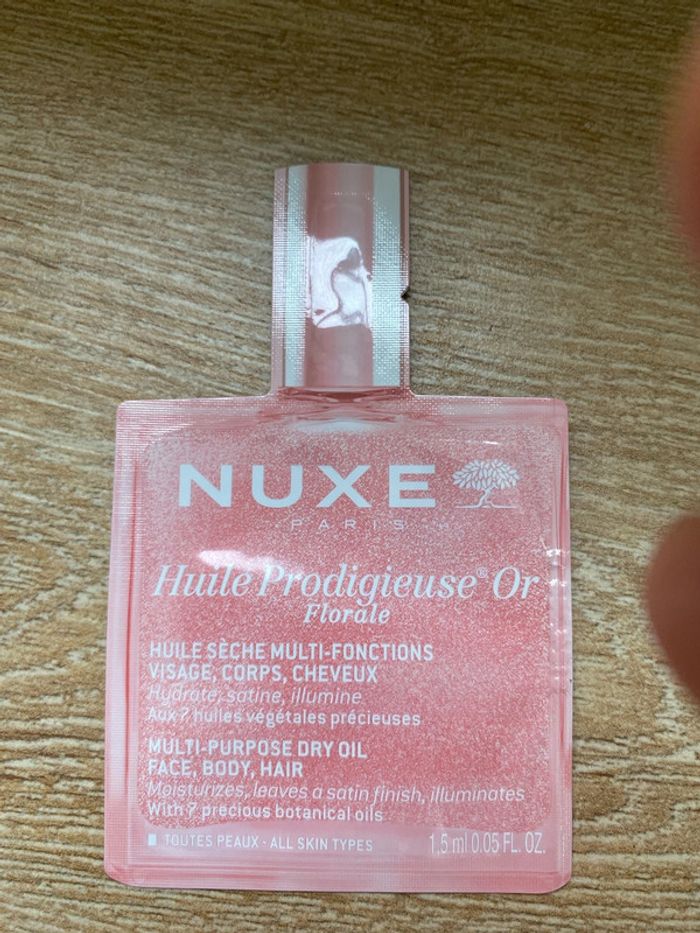 NUXE
PARIS
Huile Prodigieuse® Or
Florale
HUILE SÈCHE MULTI-FONCTIONS
VISAGE, CORPS, CHEVEUX
Hydrate, satine, illumine
Aux 7 huiles végétales précieuses
MULTI-PURPOSE DRY OIL
FACE, BODY, HAIR
Moisturizes, leaves a satin finish, illuminates
With 7 precious botanical oils
TOUTES PEAUX - ALL SKIN TYPES
1,5 ml 0.05 FL. OZ.